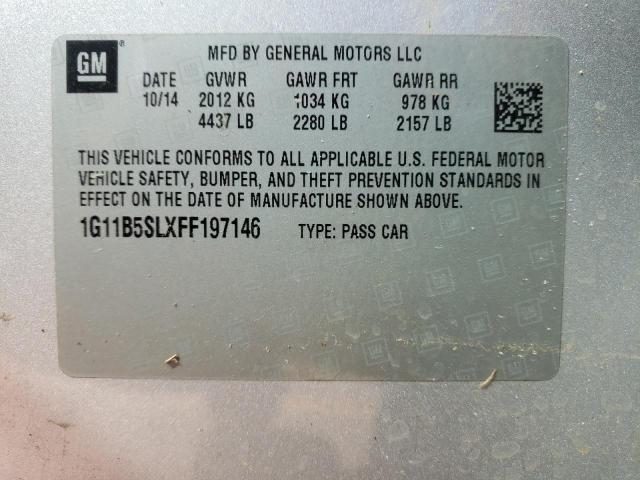 GM ®
MFD BY GENERAL MOTORS LLC
DATE GVWR GAWR FRT GAWR RR
10/14 2012 KG 1034 KG 978 KG
4437 LB 2280 LB 2157 LB
THIS VEHICLE CONFORMS TO ALL APPLICABLE U.S. FEDERAL MOTOR
VEHICLE SAFETY, BUMPER, AND THEFT PREVENTION STANDARDS IN
EFFECT ON THE DATE OF MANUFACTURE SHOWN ABOVE.
1G11B5SLXFF197146 TYPE: PASS CAR